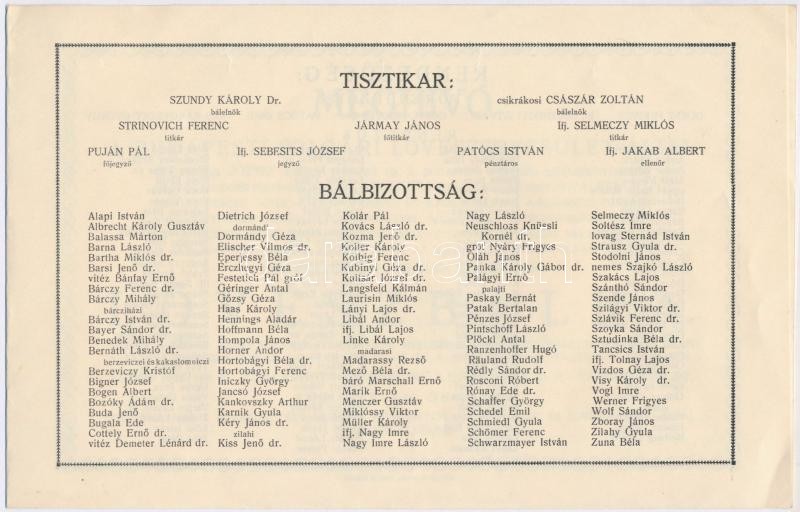 TISZTIKAR:
SZUNDY KÁROLY Dr.
bálelnök
csikrákosi CSÁSZÁR ZOLTÁN
bálelnök
STRINOVICH FERENC
titkár
JÁRMAY JÁNOS
főtitkár
Ifj. SELMECZY MIKLÓS
titkár
PUJÁN PÁL
főjegyző
Ifj. SEBESITS JÓZSEF
jegyző
PATÓCS ISTVÁN
pénztáros
Ifj. JAKAB ALBERT
ellenőr
BÁLBIZOTTSÁG:
Alapi István
Albrecht Károly Gusztáv
Balassa Márton
Barna László
Bartha Miklós dr.
Barsi Jenő dr.
vitéz Bánfay Ernő
Bárczy Ferenc dr.
Bárczy Mihály
bárcziházi
Bárczy István dr.
Bayer Sándor dr.
Benedek Mihály
Bernáth László dr.
berzeviczei és kakaslomniczi
Berzeviczy Kristóf
Bigner József
Bogen Albert
Bozóky Ádám dr.
Buda Jenő
Bugala Ede
Cottely Ernő dr.
vitéz Demeter Lénárd dr.
Dietrich József
dormándi
Dormándy Géza
Elischer Vilmos dr.
Eperjessy Béla
Érczhegyi Géza
Festetich Pál gróf
Géringer Antal
Gőzsy Géza
Haas Károly
Hennings Aladár
Hoffmann Béla
Hompola János
Horner Andor
Hortobágyi Béla dr.
Hortobágyi Ferenc
Iniczky György
Jancsó József
Kankovszky Arthur
Karnik Gyula
Kéry János dr.
zilahi
Kiss Jenő dr.
Kolár Pál
Kovács László dr.
Kozma Jenő dr.
Koller Károly
Kolbig Ferenc
Kubinyi Géza dr.
Kulisár József dr.
Langsfeld Kálmán
Laurisin Miklós
Lányi Lajos dr.
Libál Andor
ifj. Libál Lajos
Linke Károly
madarasi
Madarassy Rezső
Mező Béla dr.
báró Marschall Ernő
Marik Ernő
Menczer Gusztáv
Miklóssy Viktor
Müller Károly
ifj. Nagy Imre
Nagy Imre László
Nagy László
Neuschloss Knüsli
Kornél dr.
gróf Nyáry Frigyes
Oláh János
Panka Károly Gábor dr.
Palágyi Ernő
palajti
Paskay Bernát
Patak Bertalan
Pénzes József
Pintschoff László
Plöckl Antal
Ranzenhoffer Hugó
Räuland Rudolf
Rédly Sándor dr.
Rosconi Róbert
Rónay Ede dr.
Schaffer György
Schedel Emil
Schmiedl Gyula
Schömer Ferenc
Schwarzmayer István
Selmeczy Miklós
Soltész Imre
lovag Sternád István
Strausz Gyula dr.
Stodolni János
nemes Szajkó László
Szakács Lajos
Szánthó Sándor
Szende János
Szilágyi Viktor dr.
Szlávik Ferenc dr.
Szoyka Sándor
Sztudinka Béla dr.
Tancsics István
ifj. Tolnay Lajos
Vizdos Géza dr.
Visy Károly dr.
Vogl Imre
Werner Frigyes
Wolf Sándor
Zboray János
Zilahy Gyula
Zuna Béla